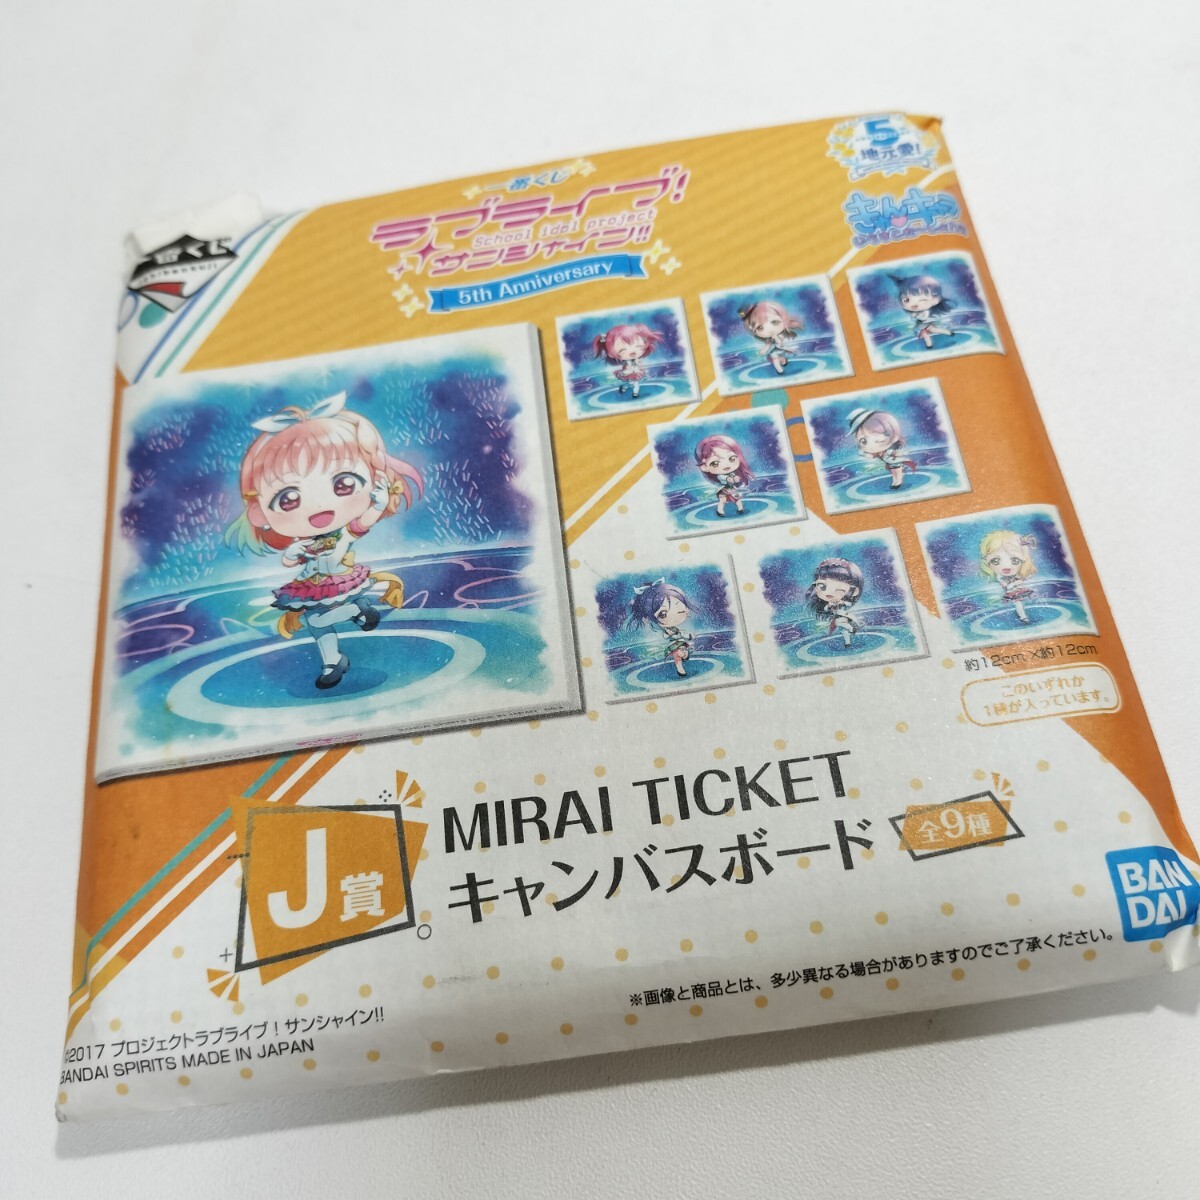 一番くじ
ラブライブ!
School idol project
サンシャイン!!
5th Anniversary
5
地元愛!
約12cm×約12cm
このいずれか
1種が入っています。
J賞
MIRAI TICKET
キャンバスボード
全9種
BAN
DAI
※画像と商品とは、多少異なる場合がありますのでご了承ください。
©2017 プロジェクトラブライブ！サンシャイン!!
BANDAI SPIRITS MADE IN JAPAN